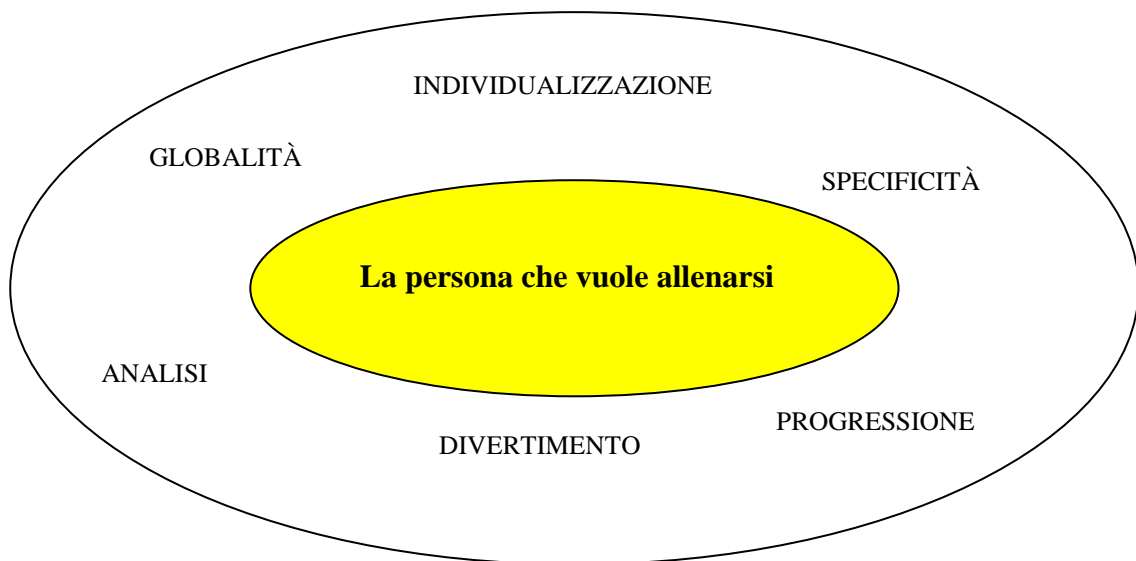 INDIVIDUALIZZAZIONE
GLOBALITÀ
SPECIFICITÀ
La persona che vuole allenarsi
ANALISI
PROGRESSIONE
DIVERTIMENTO